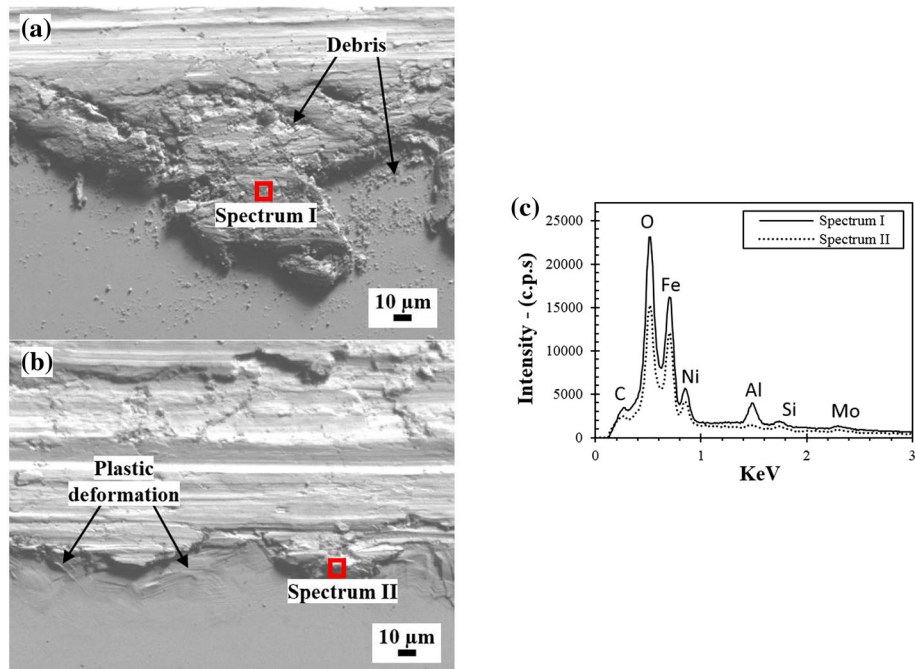 (a)
Debris
Spectrum I
10 µm
(b)
Plastic
deformation
Spectrum II
10 µm
(c)
Intensity - (c.p.s)
25000
20000
15000
10000
5000
0
O
Fe
C
Ni
Al
Si
Mo
Spectrum I
Spectrum II
0
1
2
3
KeV